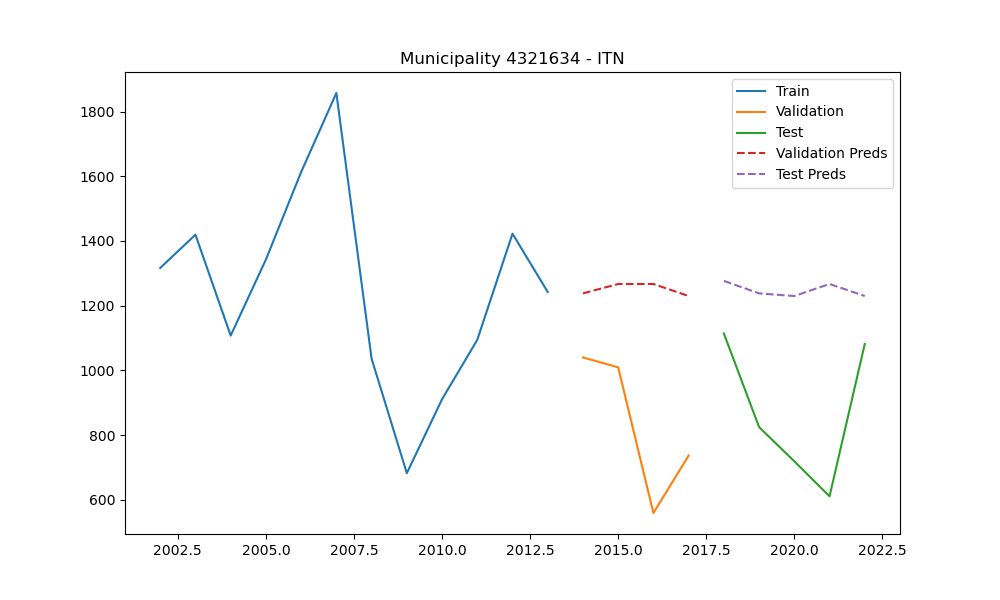 Municipality 4321634 - ITN
Train
Validation
Test
Validation Preds
Test Preds
1800
1600
1400
1200
1000
800
600
2002.5 2005.0 2007.5 2010.0 2012.5 2015.0 2017.5 2020.0 2022.5